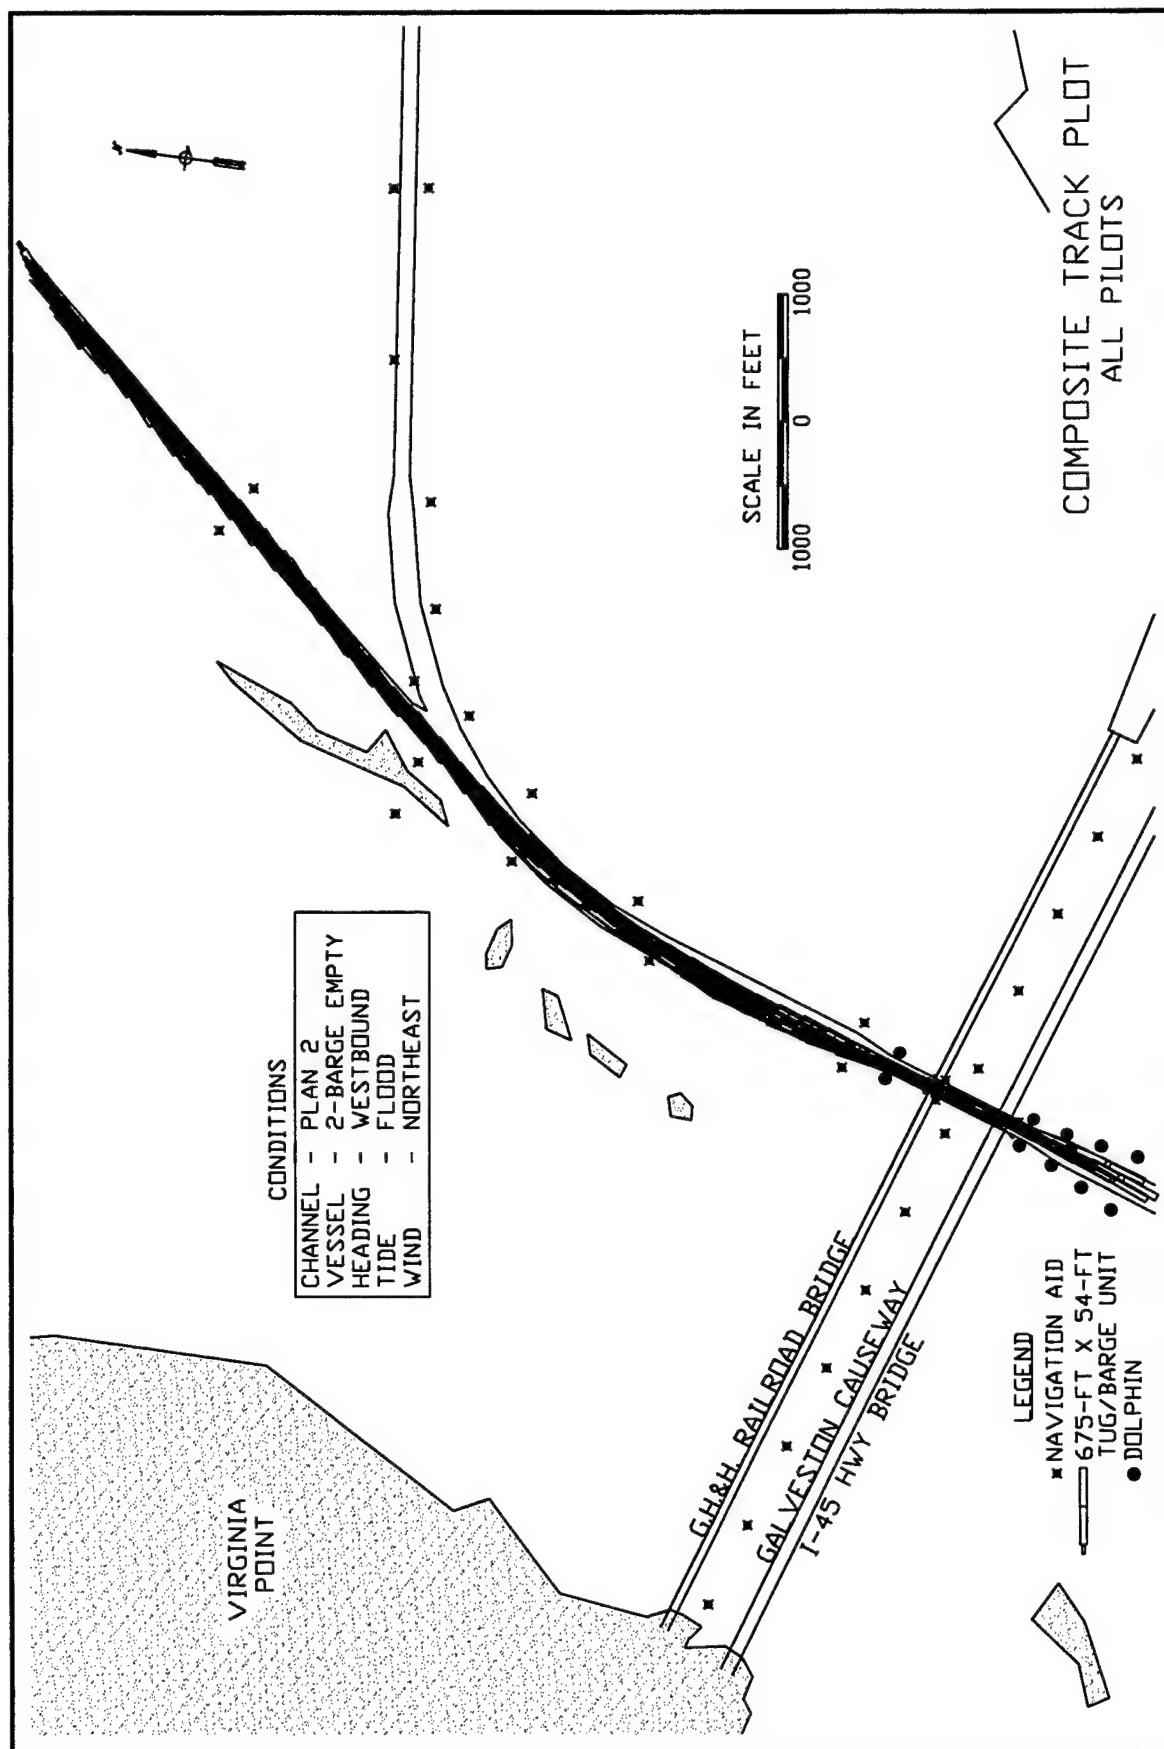 VIRGINIA
POINT
CONDITIONS
CHANNEL - PLAN 2
VESSEL - 2-BARGE EMPTY
HEADING - WESTBOUND
TIDE - FLOOD
WIND - NORTHEAST
N
G.H.&H. RAILROAD BRIDGE
GALVESTON CAUSEWAY
I-45 HWY BRIDGE
SCALE IN FEET
1000 0 1000
LEGEND
NAVIGATION AID
675-FT X 54-FT
TUG/BARGE UNIT
DOLPHIN
COMPOSITE TRACK PLOT
ALL PILOTS